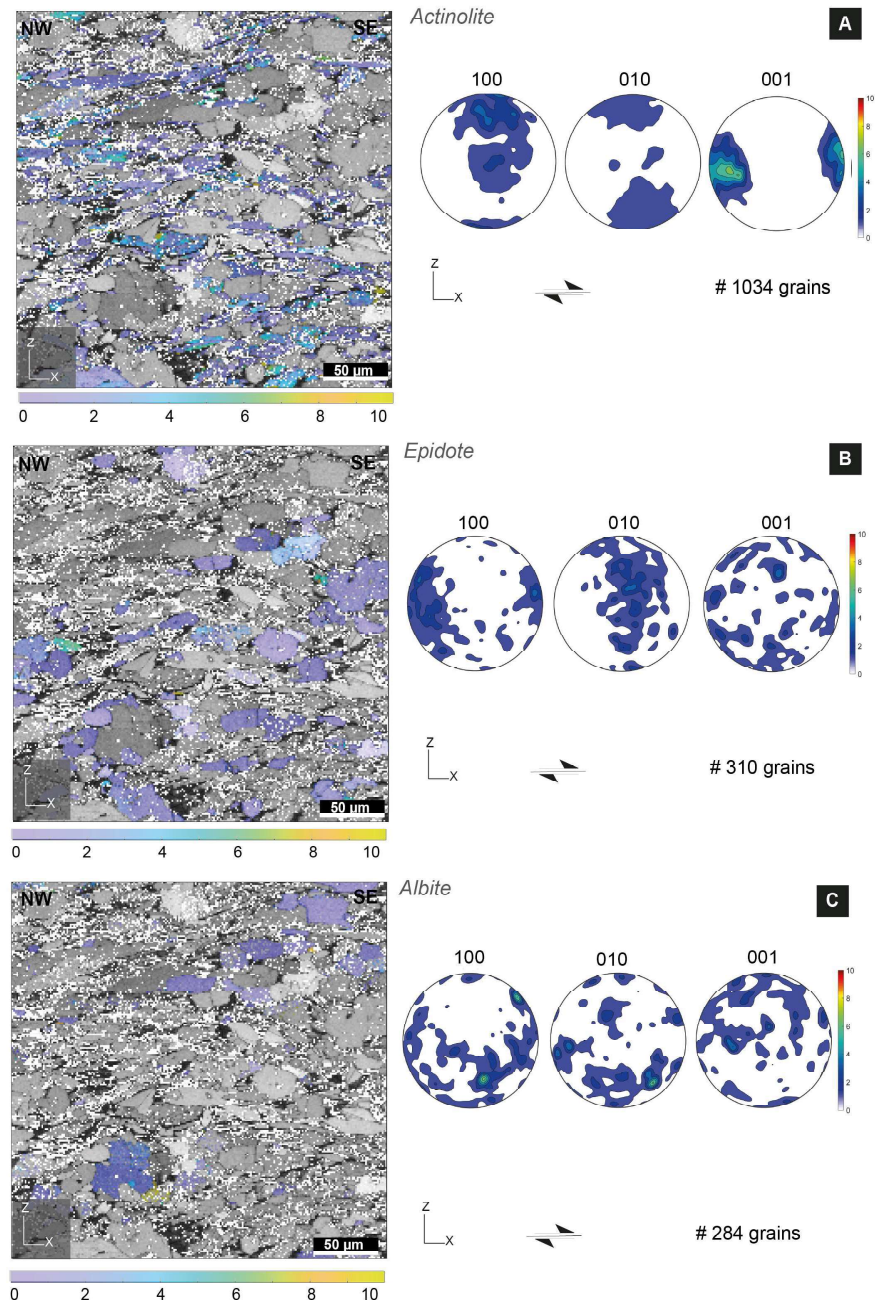 Actinolite
A
NW SE
100 010 001
10
8
6
4
2
0
Z
X
# 1034 grains
Z
X
50 µm
0 2 4 6 8 10
Epidote
B
NW SE
100 010 001
10
8
6
4
2
0
Z
X
# 310 grains
Z
X
50 µm
0 2 4 6 8 10
Albite
C
NW SE
100 010 001
10
8
6
4
2
0
Z
X
# 284 grains
Z
X
50 µm
0 2 4 6 8 10